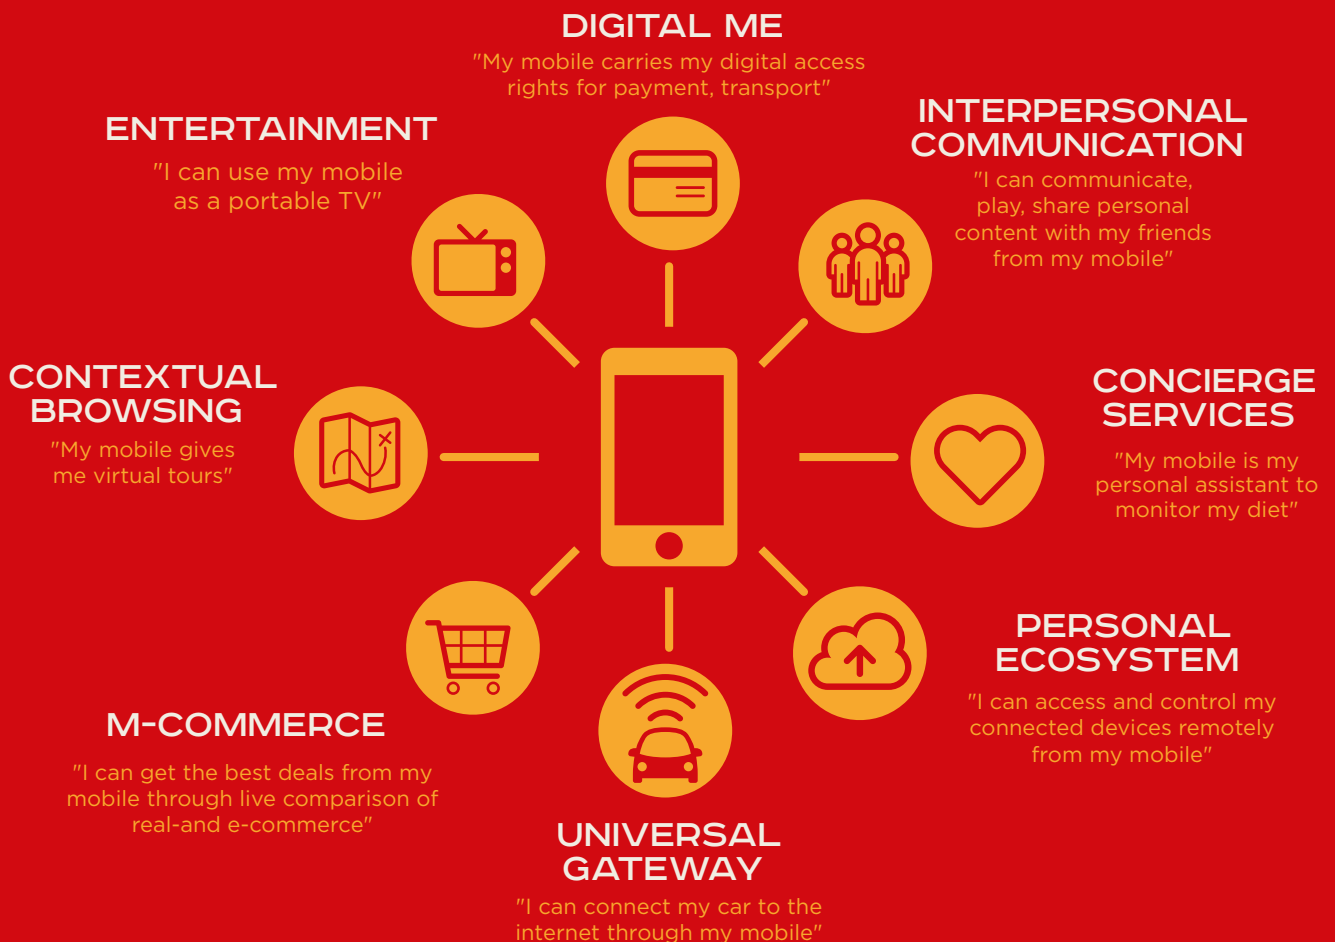 DIGITAL ME
"My mobile carries my digital access
rights for payment, transport"
ENTERTAINMENT
"I can use my mobile
as a portable TV"
INTERPERSONAL
COMMUNICATION
"I can communicate,
play, share personal
content with my friends
from my mobile"
CONTEXTUAL
BROWSING
"My mobile gives
me virtual tours"
CONCIERGE
SERVICES
"My mobile is my
personal assistant to
monitor my diet"
M-COMMERCE
"I can get the best deals from my
mobile through live comparison of
real-and e-commerce"
PERSONAL
ECOSYSTEM
"I can access and control my
connected devices remotely
from my mobile"
UNIVERSAL
GATEWAY
"I can connect my car to the
internet through my mobile"